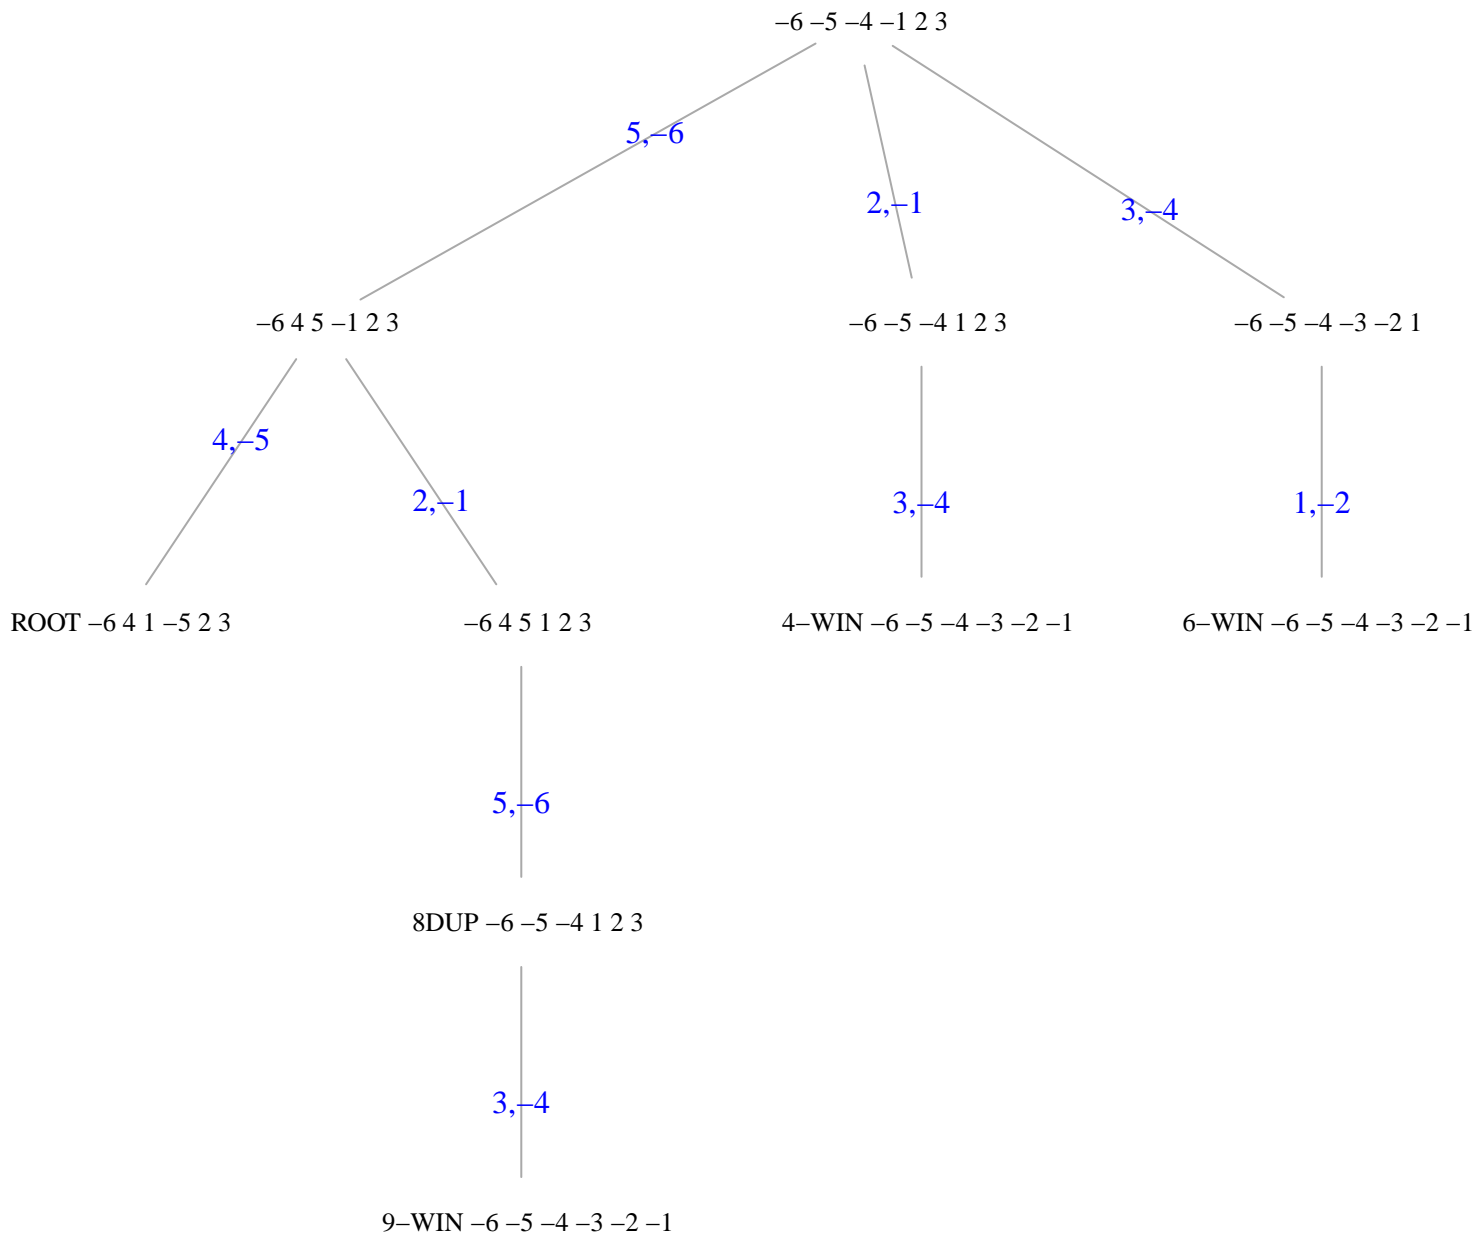 –6 –5 –4 –1 2 3
5,–6
2,–1
3,–4
–6 4 5 –1 2 3
–6 –5 –4 1 2 3
–6 –5 –4 –3 –2 1
4,–5
2,–1
3,–4
1,–2
ROOT –6 4 1 –5 2 3
–6 4 5 1 2 3
4–WIN –6 –5 –4 –3 –2 –1
6–WIN –6 –5 –4 –3 –2 –1
5,–6
8DUP –6 –5 –4 1 2 3
3,–4
9–WIN –6 –5 –4 –3 –2 –1